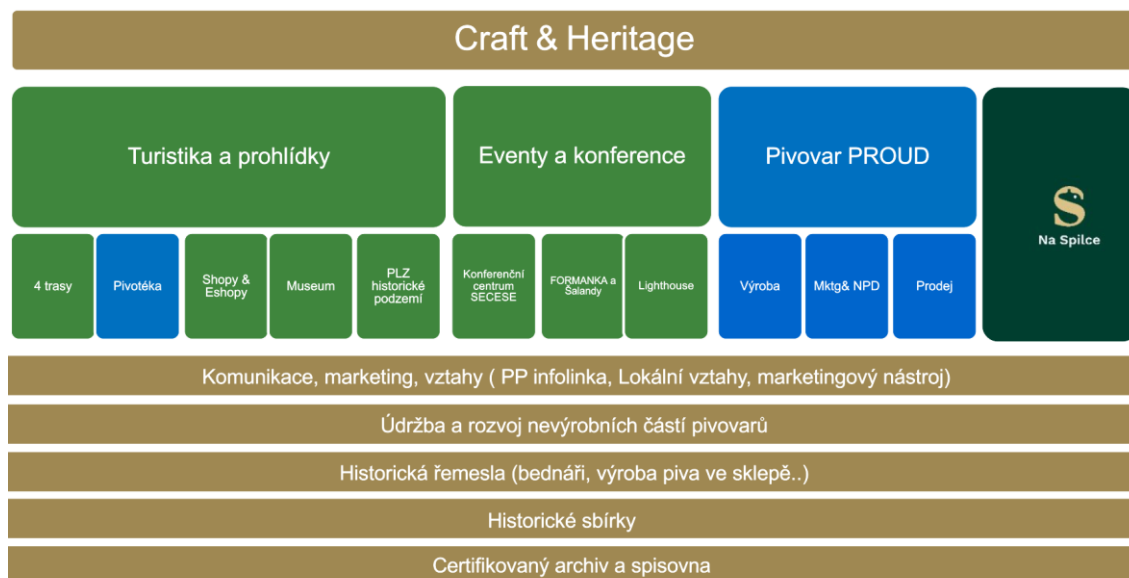 Craft & Heritage
Turistika a prohlídky
Eventy a konference
Pivovar PROUD
Na Spilce
4 trasy
Pivotéka
Shopy &
Eshopy
Museum
PLZ
historické
podzemí
Konferenční
centrum
SECESE
FORMANKA a
Šalandy
Lighthouse
Výroba
Mktg& NPD
Prodej
Komunikace, marketing, vztahy ( PP infolinka, Lokální vztahy, marketingový nástroj)
Údržba a rozvoj nevýrobních částí pivovarů
Historická řemesla (bednáři, výroba piva ve sklepě..)
Historické sbírky
Certifikovaný archiv a spisovna